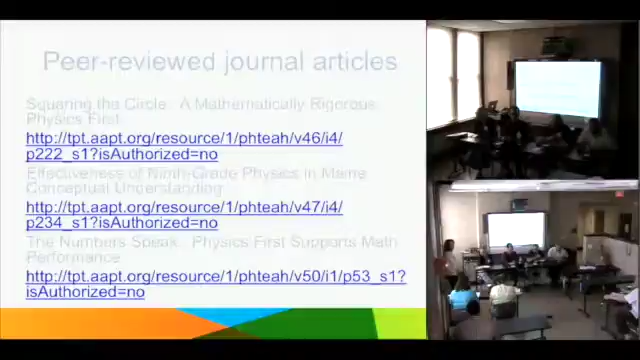 Peer-reviewed journal articles
Squaring the Circle: A Mathematically Rigorous
Physics First
http://tpt.aapt.org/resource/1/phteah/v46/i4/
p222_s1?isAuthorized=no
Effectiveness of Ninth-Grade Physics in Maine
Conceptual Understanding
http://tpt.aapt.org/resource/1/phteah/v47/i4/
p234_s1?isAuthorized=no
The Numbers Speak: Physics First Supports Math
Performance
http://tpt.aapt.org/resource/1/phteah/v50/i1/p53_s1?
isAuthorized=no